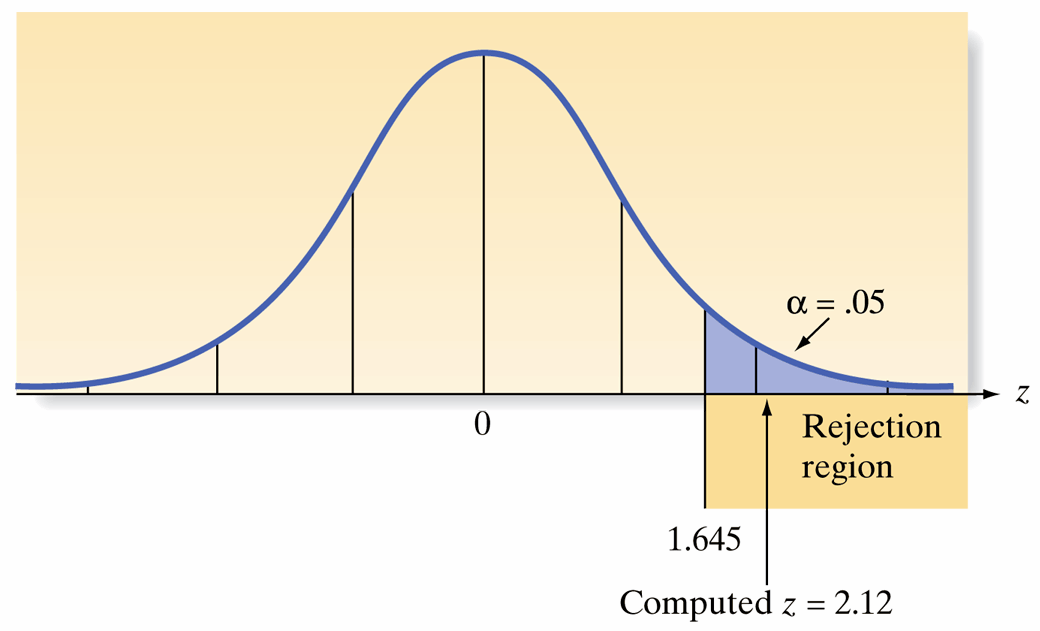 α = .05
z
0
Rejection
region
1.645
Computed z = 2.12